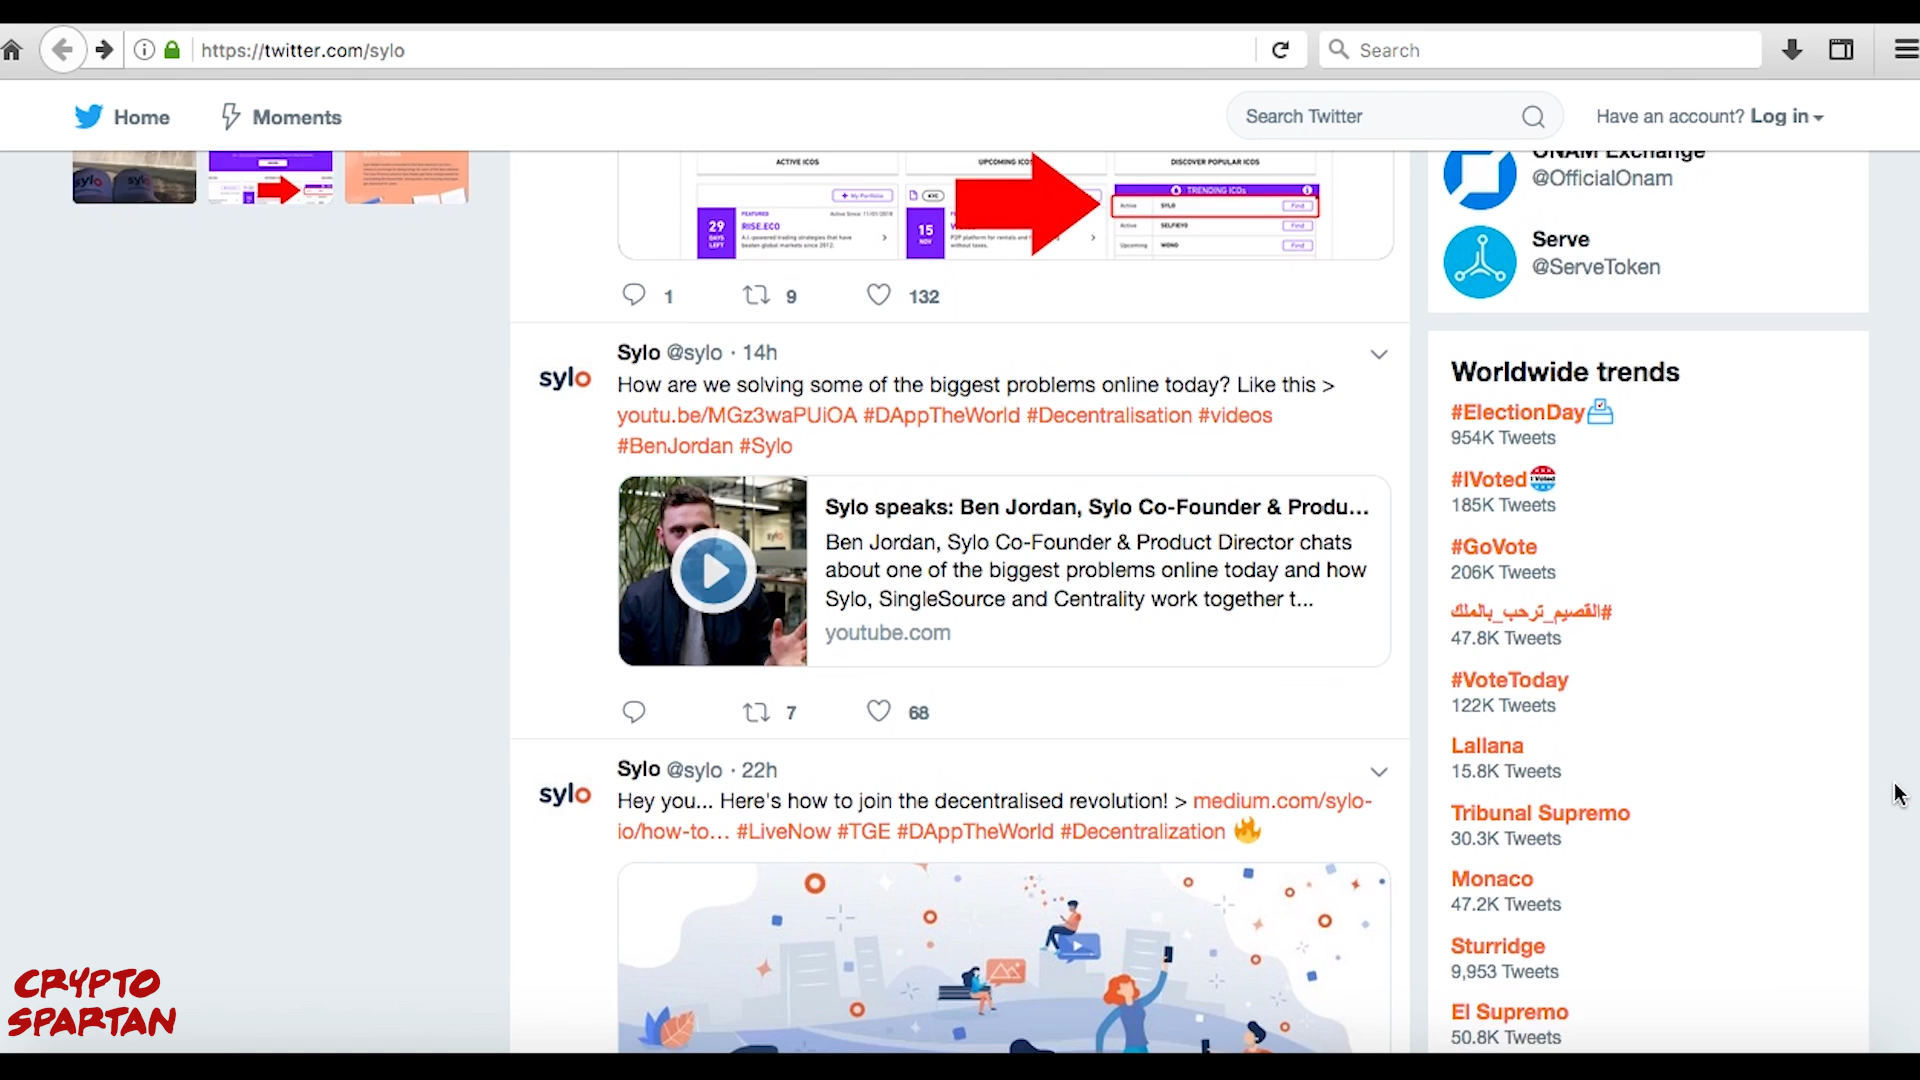 https://twitter.com/sylo
Search
Home
Moments
Search Twitter
Have an account? Log in
ACTIVE ICOS
UPCOMING ICOS
DISCOVER POPULAR ICOS
+ My Portfolio
29
DAYS
LEFT
FEATURED
Active Since: 11/01/2018
RISE.ECO
A.I.-powered trading strategies that have
beaten global markets since 2012.
KYC
15
NOV
P2P platform for rentals and
without taxes.
TRENDING ICOs
Active SYLO Find
Active SELFIEYO Find
Upcoming WONO Find
1
9
132
Sylo @sylo · 14h
sylo
How are we solving some of the biggest problems online today? Like this >
youtu.be/MGz3waPUiOA #DAppTheWorld #Decentralisation #videos
#BenJordan #Sylo
Sylo speaks: Ben Jordan, Sylo Co-Founder & Produ...
Ben Jordan, Sylo Co-Founder & Product Director chats
about one of the biggest problems online today and how
Sylo, SingleSource and Centrality work together t...
youtube.com
7
68
Sylo @sylo · 22h
sylo
Hey you... Here's how to join the decentralised revolution! > medium.com/sylo-
io/how-to... #LiveNow #TGE #DAppTheWorld #Decentralization
ONAM Exchange
@OfficialOnam
Serve
@ServeToken
Worldwide trends
#ElectionDay
954K Tweets
#IVoted
185K Tweets
#GoVote
206K Tweets
#القصيم_ترحب_بالملك
47.8K Tweets
#VoteToday
122K Tweets
Lallana
15.8K Tweets
Tribunal Supremo
30.3K Tweets
Monaco
47.2K Tweets
Sturridge
9,953 Tweets
El Supremo
50.8K Tweets
CRYPTO
SPARTAN